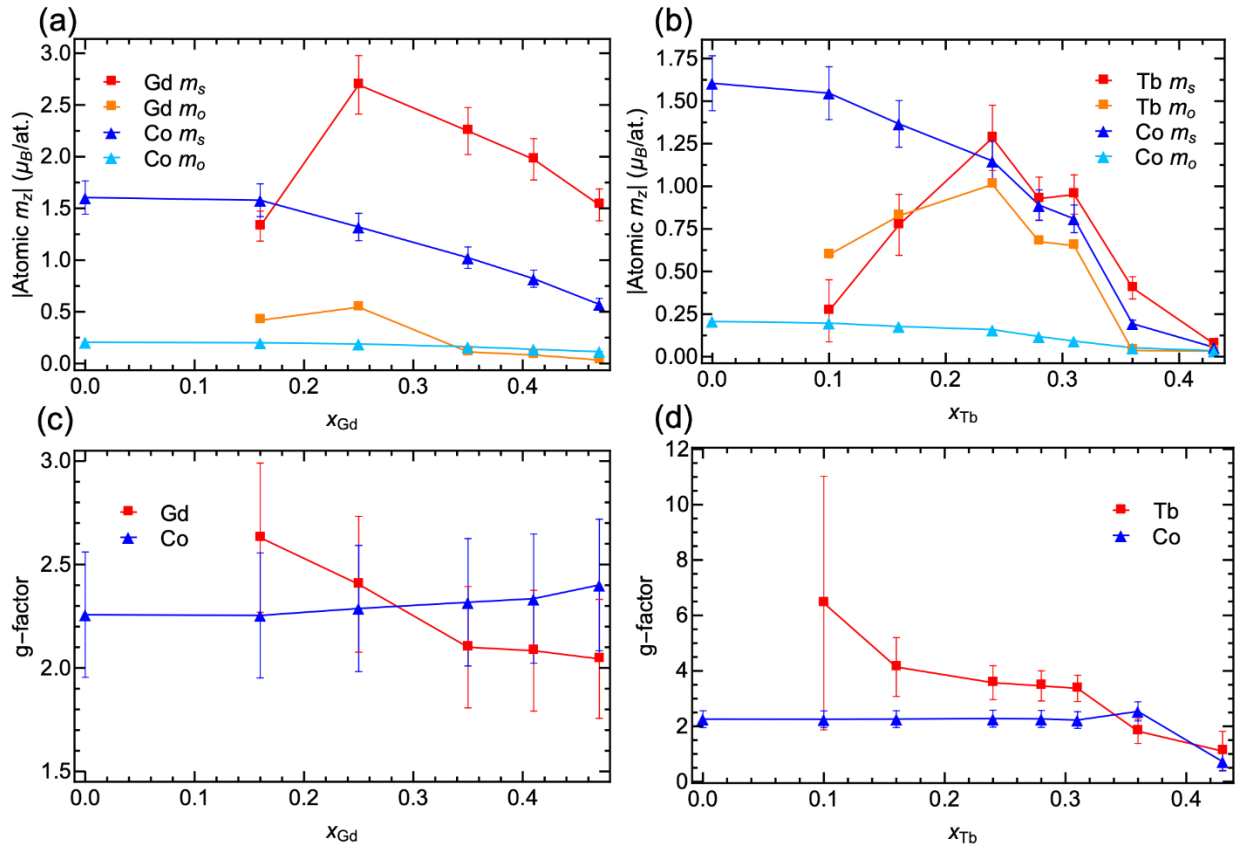 (a)
3.0
2.5
2.0
1.5
1.0
0.5
0.0
|Atomic m_z| (μ_B/at.)
Gd m_s
Gd m_o
Co m_s
Co m_o
0.0 0.1 0.2 0.3 0.4
x_Gd
(b)
1.75
1.50
1.25
1.00
0.75
0.50
0.25
0.00
|Atomic m_z| (μ_B/at.)
Tb m_s
Tb m_o
Co m_s
Co m_o
0.0 0.1 0.2 0.3 0.4
x_Tb
(c)
3.0
2.5
2.0
1.5
g-factor
Gd
Co
0.0 0.1 0.2 0.3 0.4
x_Gd
(d)
12
10
8
6
4
2
0
g-factor
Tb
Co
0.0 0.1 0.2 0.3 0.4
x_Tb